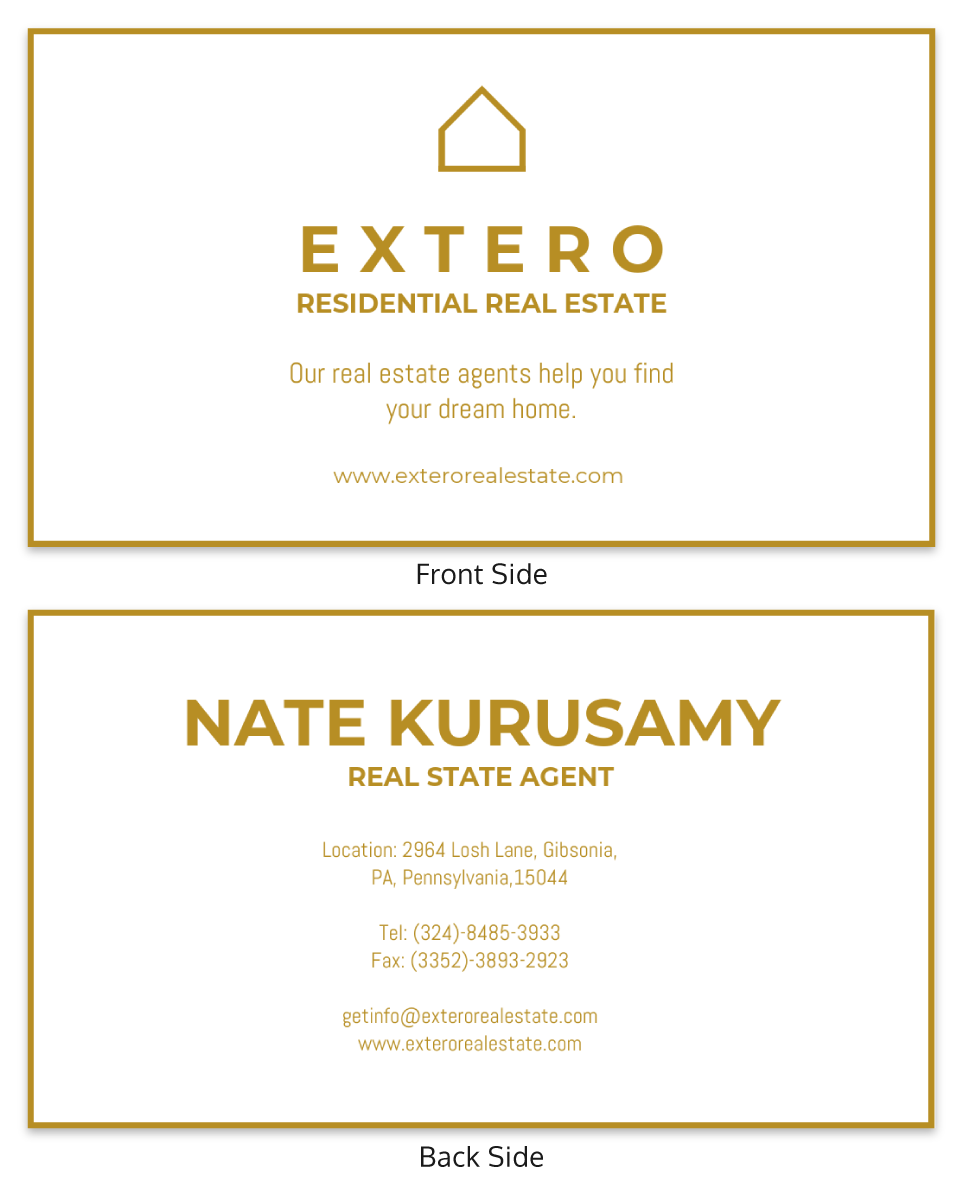 EXTERO
RESIDENTIAL REAL ESTATE
Our real estate agents help you find
your dream home.
www.exterorealestate.com
Front Side
NATE KURUSAMY
REAL STATE AGENT
Location: 2964 Losh Lane, Gibsonia,
PA, Pennsylvania,15044
Tel: (324)-8485-3933
Fax: (3352)-3893-2923
getinfo@exterorealestate.com
www.exterorealestate.com
Back Side